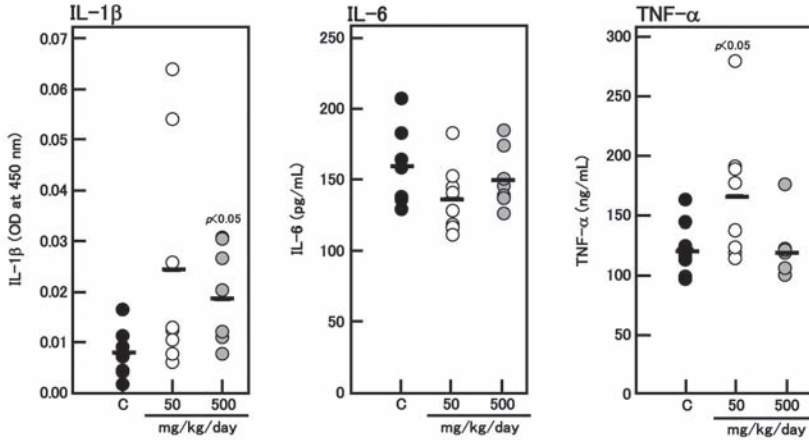 IL-1β
IL-1β (OD at 450 nm)
0.07
0.06
0.05
0.04
0.03
0.02
0.01
0.00
p<0.05
C
50
500
mg/kg/day
IL-6
IL-6 (pg/mL)
250
200
150
100
50
0
C
50
500
mg/kg/day
TNF-α
TNF-α (ng/mL)
300
250
200
150
100
50
0
p<0.05
C
50
500
mg/kg/day